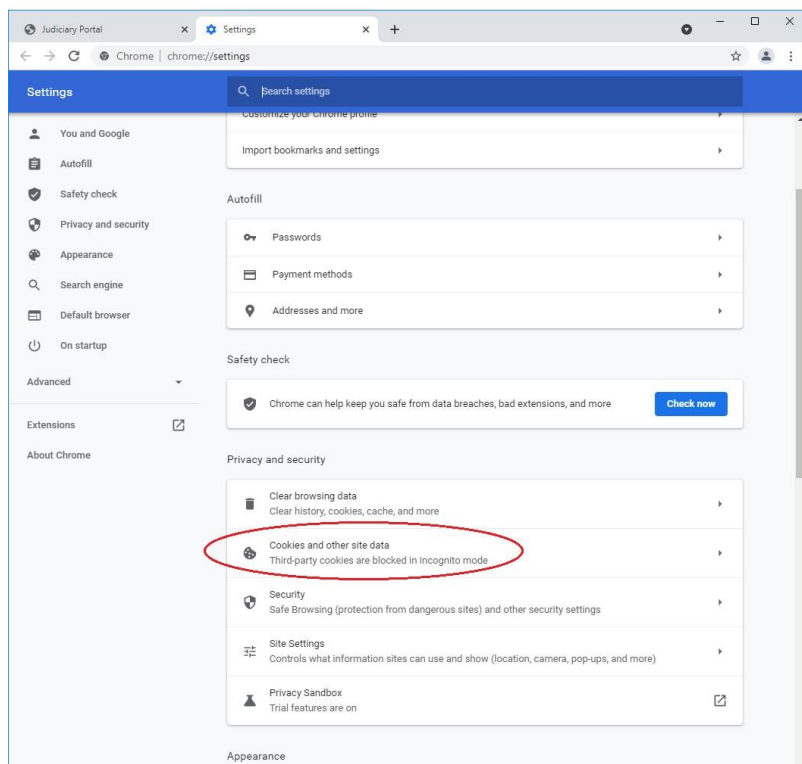 Judiciary Portal
Settings
Chrome | chrome://settings
Settings
Search settings
Customize your Chrome profile
You and Google
Import bookmarks and settings
Autofill
Safety check
Autofill
Privacy and security
Passwords
Appearance
Payment methods
Search engine
Default browser
Addresses and more
On startup
Safety check
Advanced
Chrome can help keep you safe from data breaches, bad extensions, and more
Check now
Extensions
About Chrome
Privacy and security
Clear browsing data
Clear history, cookies, cache, and more
Cookies and other site data
Third-party cookies are blocked in Incognito mode
Security
Safe Browsing (protection from dangerous sites) and other security settings
Site Settings
Controls what information sites can use and show (location, camera, pop-ups, and more)
Privacy Sandbox
Trial features are on
Appearance